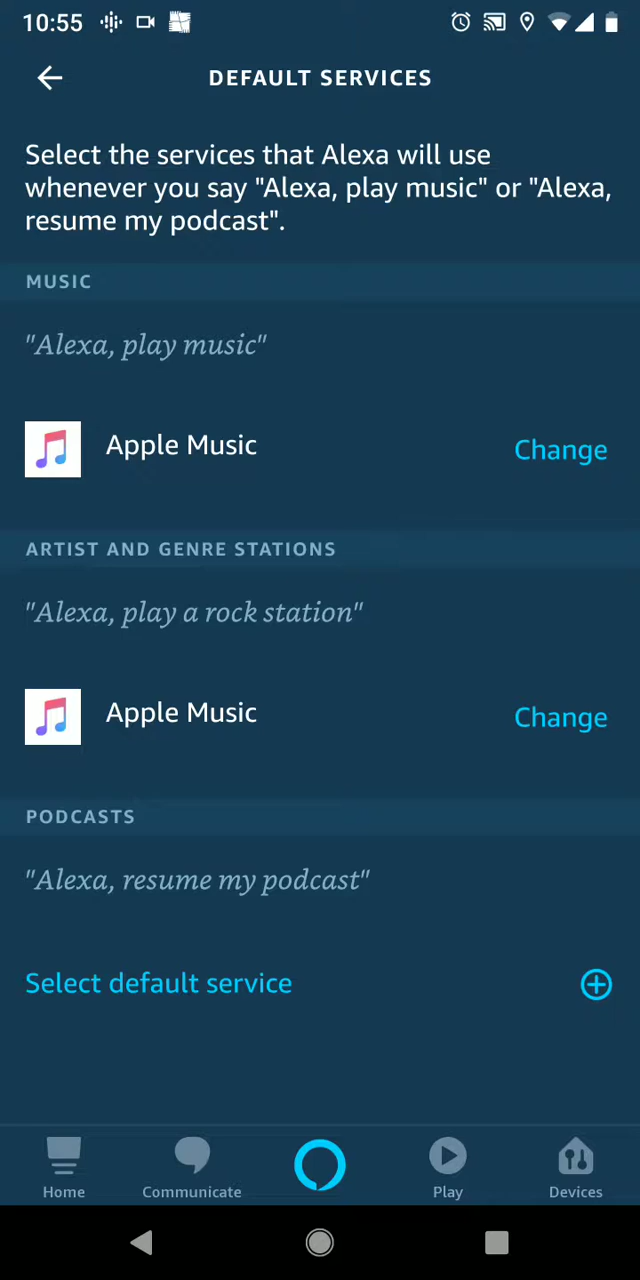 10:55
DEFAULT SERVICES
Select the services that Alexa will use
whenever you say "Alexa, play music" or "Alexa,
resume my podcast".
MUSIC
"Alexa, play music"
Apple Music
Change
ARTIST AND GENRE STATIONS
"Alexa, play a rock station"
Apple Music
Change
PODCASTS
"Alexa, resume my podcast"
Select default service
Home
Communicate
Play
Devices